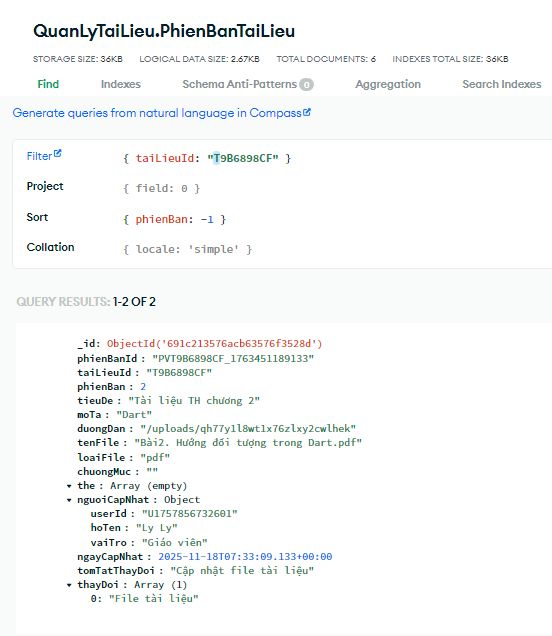 QuanLyTaiLieu.PhienBanTaiLieu
STORAGE SIZE: 36KB LOGICAL DATA SIZE: 2.67KB TOTAL DOCUMENTS: 6 INDEXES TOTAL SIZE: 36KB
Find Indexes Schema Anti-Patterns 0 Aggregation Search Indexes
Generate queries from natural language in Compass
Filter { taiLieuId: "T9B6898CF" }
Project { field: 0 }
Sort { phienBan: -1 }
Collation { locale: 'simple' }
QUERY RESULTS: 1-2 OF 2
_id: ObjectId('691c213576acb63576f3528d')
phienBanId: "PVT9B6898CF_1763451189133"
taiLieuId: "T9B6898CF"
phienBan: 2
tieuDe: "Tài liệu TH chương 2"
moTa: "Dart"
duongDan: "/uploads/qh77y1l8wt1x76zlxy2cwlhek"
tenFile: "Bài2. Hướng đối tượng trong Dart.pdf"
loaiFile: "pdf"
chuongMuc: ""
the: Array (empty)
nguoiCapNhat: Object
userId: "U1757856732601"
hoTen: "Ly Ly"
vaiTro: "Giáo viên"
ngayCapNhat: 2025-11-18T07:33:09.133+00:00
tomTatThayDoi: "Cập nhật file tài liệu"
thayDoi: Array (1)
0: "File tài liệu"